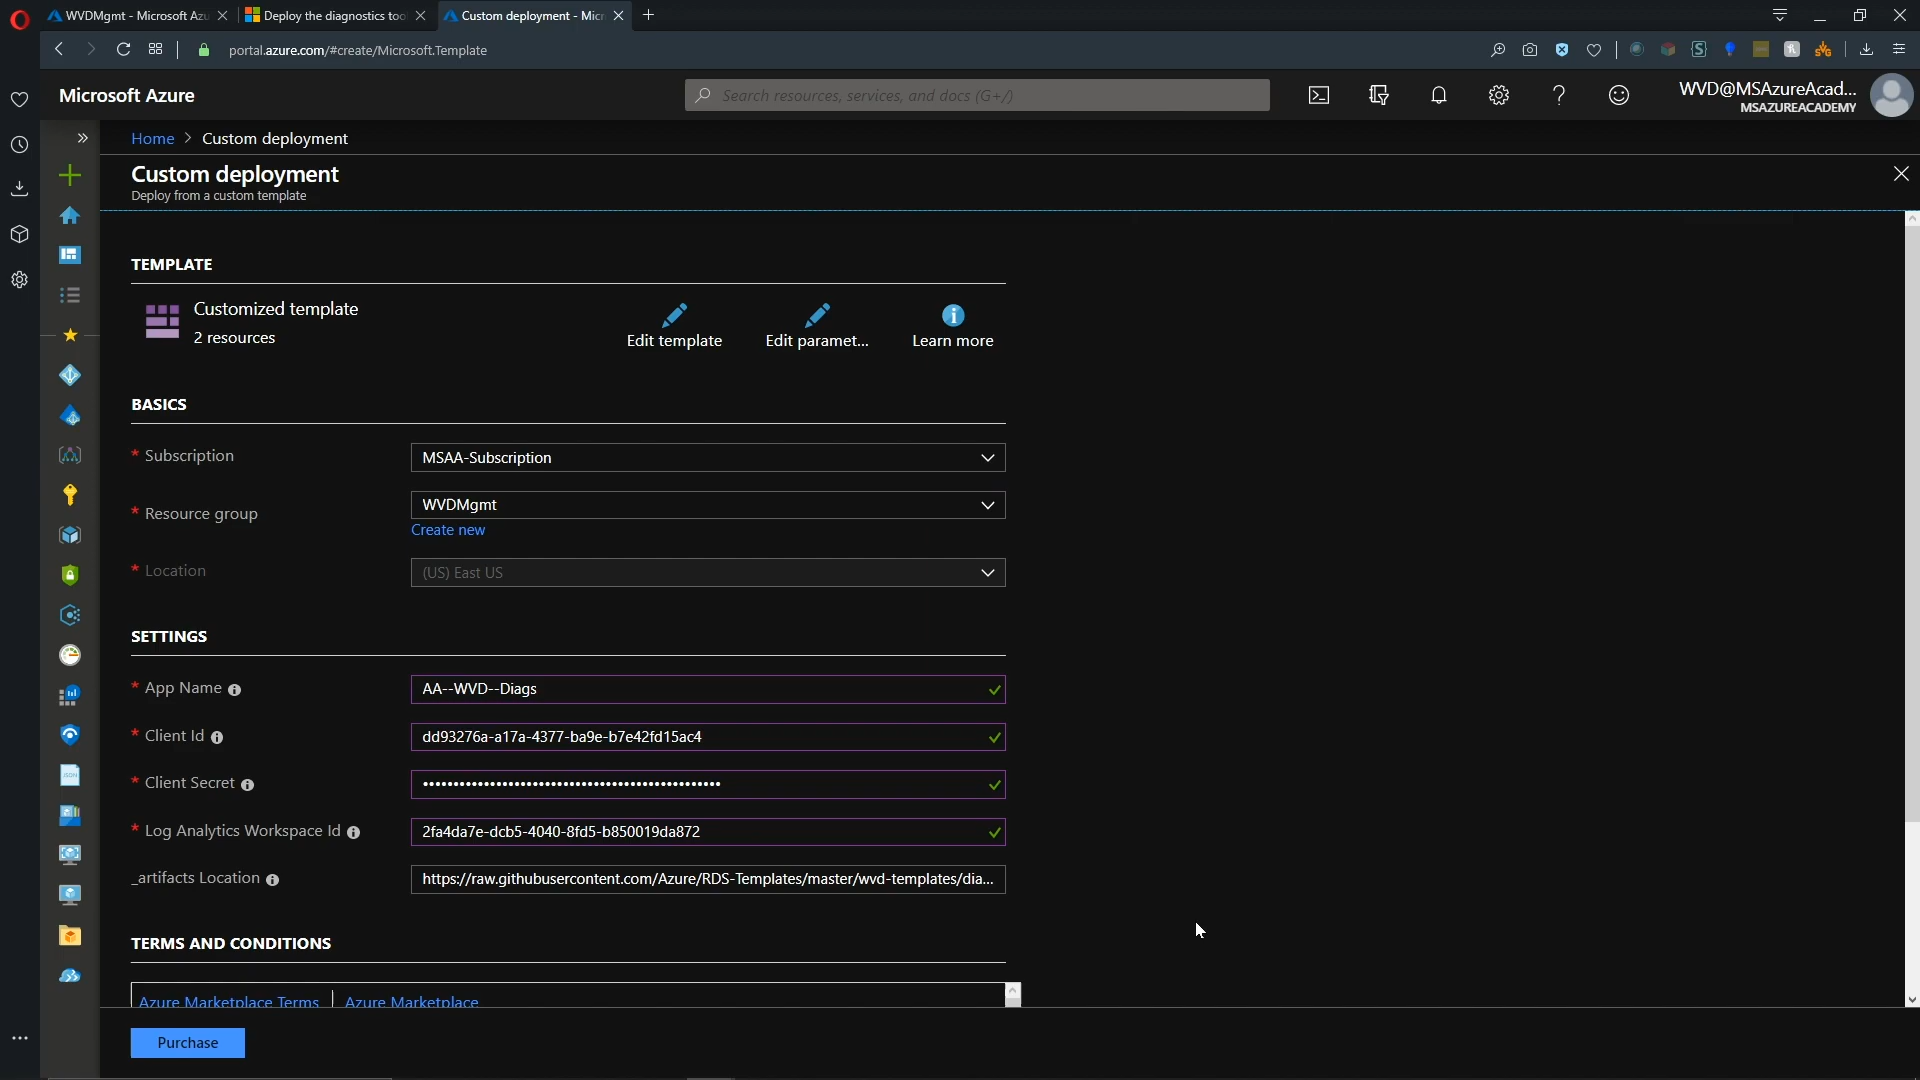 WVDMgmt - Microsoft Az
Deploy the diagnostics too
Custom deployment - Micr
portal.azure.com/#create/Microsoft.Template
Microsoft Azure
Search resources, services, and docs (G+/)
WVD@MSAzureAcad...
MSAZUREACADEMY
Home > Custom deployment
Custom deployment
Deploy from a custom template
TEMPLATE
Customized template
2 resources
Edit template
Edit paramet...
Learn more
BASICS
* Subscription
MSAA-Subscription
* Resource group
WVDMgmt
Create new
* Location
(US) East US
SETTINGS
* App Name
AA--WVD--Diags
* Client Id
dd93276a-a17a-4377-ba9e-b7e42fd15ac4
* Client Secret
••••••••••••••••••••••••••••••••••••••••••••••••••
* Log Analytics Workspace Id
2fa4da7e-dcb5-4040-8fd5-b850019da872
_artifacts Location
https://raw.githubusercontent.com/Azure/RDS-Templates/master/wvd-templates/dia...
TERMS AND CONDITIONS
Azure Marketplace Terms | Azure Marketplace
Purchase